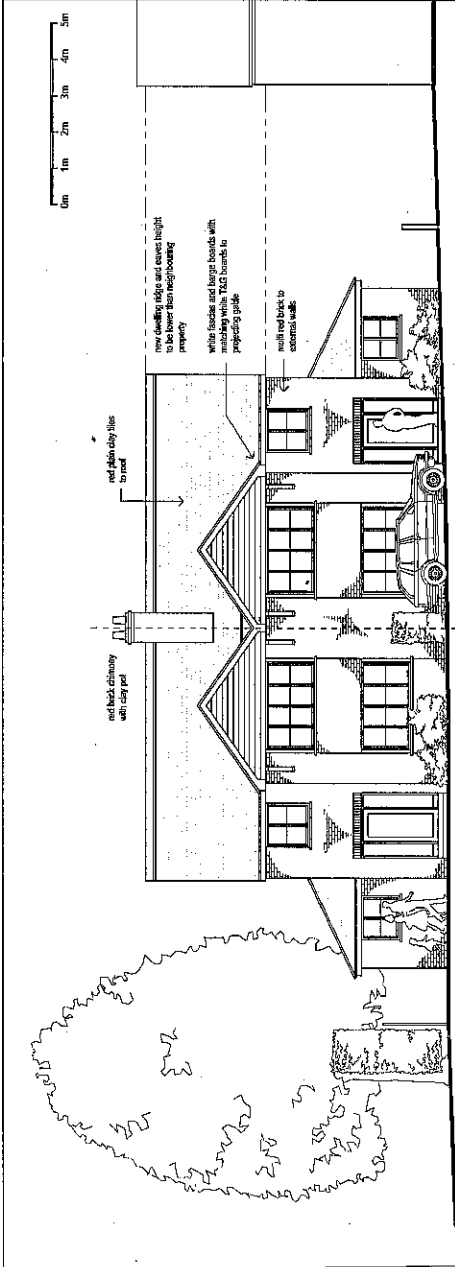 0m 1m 2m 3m 4m 5m
red brick chimney
with clay pot
red plain clay tiles
to roof
new dwelling ridge and eaves height
to be lower than neighbouring
property
white fascias and barge boards with
matching white T&G boards to
projecting gable
multi red brick to
external walls